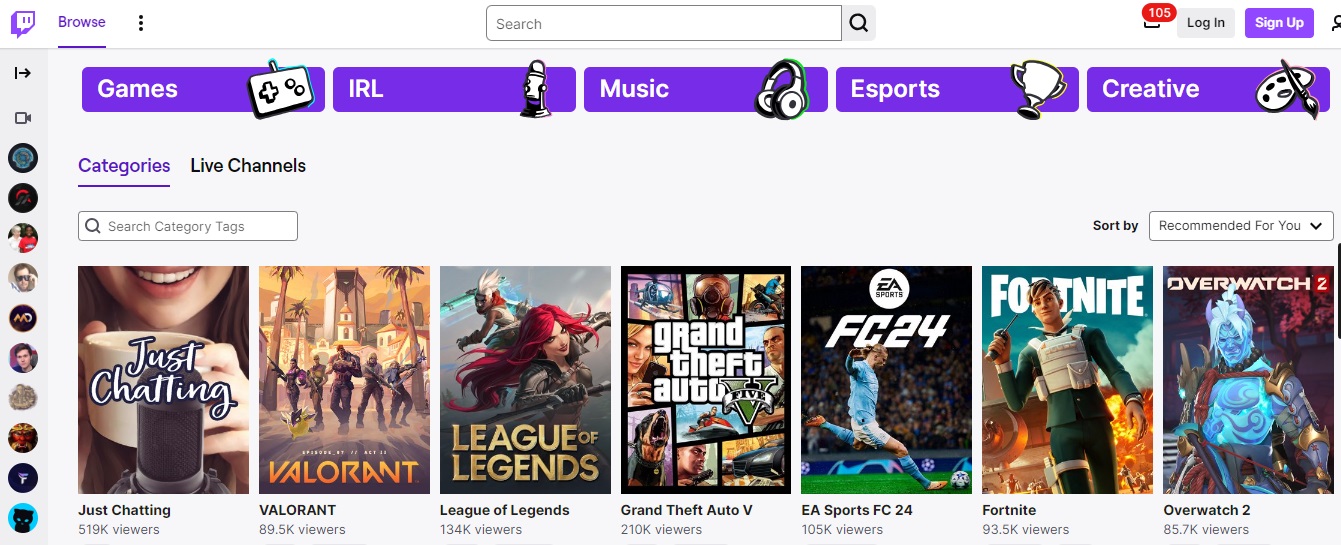 Browse
Search
105
Log In
Sign Up
Games
IRL
Music
Esports
Creative
Categories
Live Channels
Search Category Tags
Sort by
Recommended For You
Just
Chatting
EPISODE_07 // ACT II
VALORANT
LEAGUE OF
LEGENDS
grand
theft
auto
FIVE
EA
SPORTS
FC 24
FORTNITE
OVERWATCH 2
Just Chatting
VALORANT
League of Legends
Grand Theft Auto V
EA Sports FC 24
Fortnite
Overwatch 2
519K viewers
89.5K viewers
134K viewers
210K viewers
105K viewers
93.5K viewers
85.7K viewers